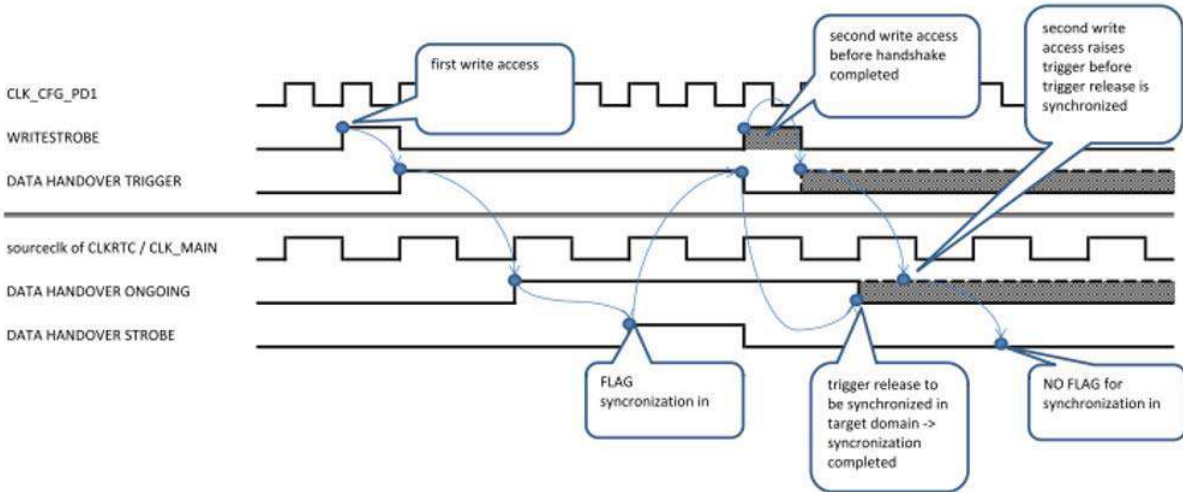 second write
access raises
trigger before
trigger release is
synchronized
second write access
before handshake
completed
first write access
CLK_CFG_PD1
WRITESTROBE
DATA HANDOVER TRIGGER
sourceclk of CLKRTC / CLK_MAIN
DATA HANDOVER ONGOING
DATA HANDOVER STROBE
FLAG
syncronization in
trigger release to
be synchronized in
target domain ->
syncronization
completed
NO FLAG for
synchronization in